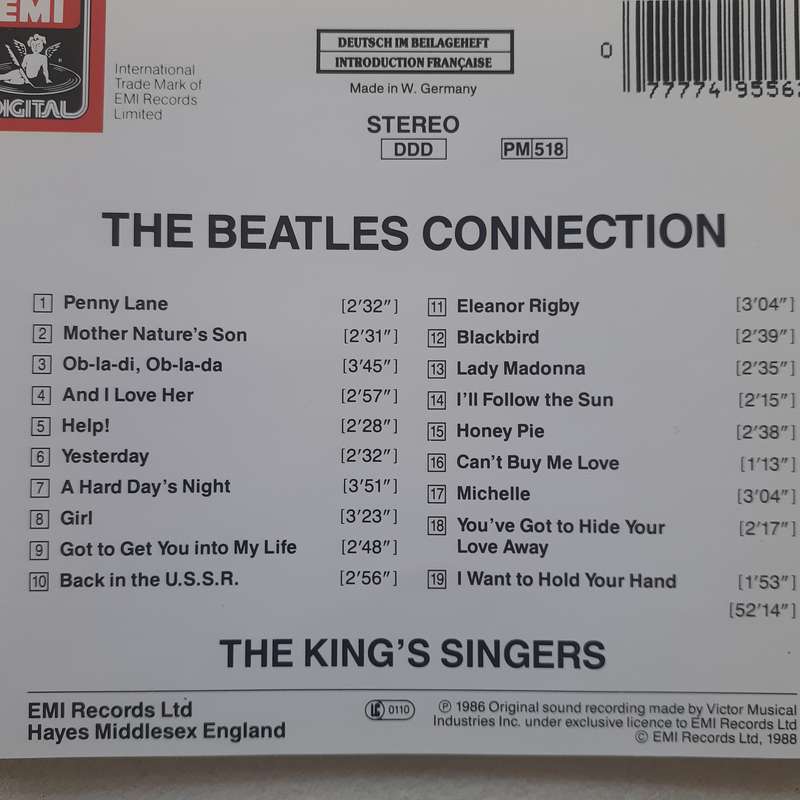 EMI
DIGITAL
International
Trade Mark of
EMI Records
Limited
DEUTSCH IM BEILAGEHEFT
INTRODUCTION FRANÇAISE
Made in W. Germany
STEREO
DDD
PM 518
0 77774 95562
THE BEATLES CONNECTION
1 Penny Lane [2'32"]
2 Mother Nature's Son [2'31"]
3 Ob-la-di, Ob-la-da [3'45"]
4 And I Love Her [2'57"]
5 Help! [2'28"]
6 Yesterday [2'32"]
7 A Hard Day's Night [3'51"]
8 Girl [3'23"]
9 Got to Get You into My Life [2'48"]
10 Back in the U.S.S.R. [2'56"]
11 Eleanor Rigby [3'04"]
12 Blackbird [2'39"]
13 Lady Madonna [2'35"]
14 I'll Follow the Sun [2'15"]
15 Honey Pie [2'38"]
16 Can't Buy Me Love [1'13"]
17 Michelle [3'04"]
18 You've Got to Hide Your [2'17"]
Love Away
19 I Want to Hold Your Hand [1'53"]
[52'14"]
THE KING'S SINGERS
EMI Records Ltd
Hayes Middlesex England
LC 0110
℗ 1986 Original sound recording made by Victor Musical
Industries Inc. under exclusive licence to EMI Records Ltd
© EMI Records Ltd, 1988